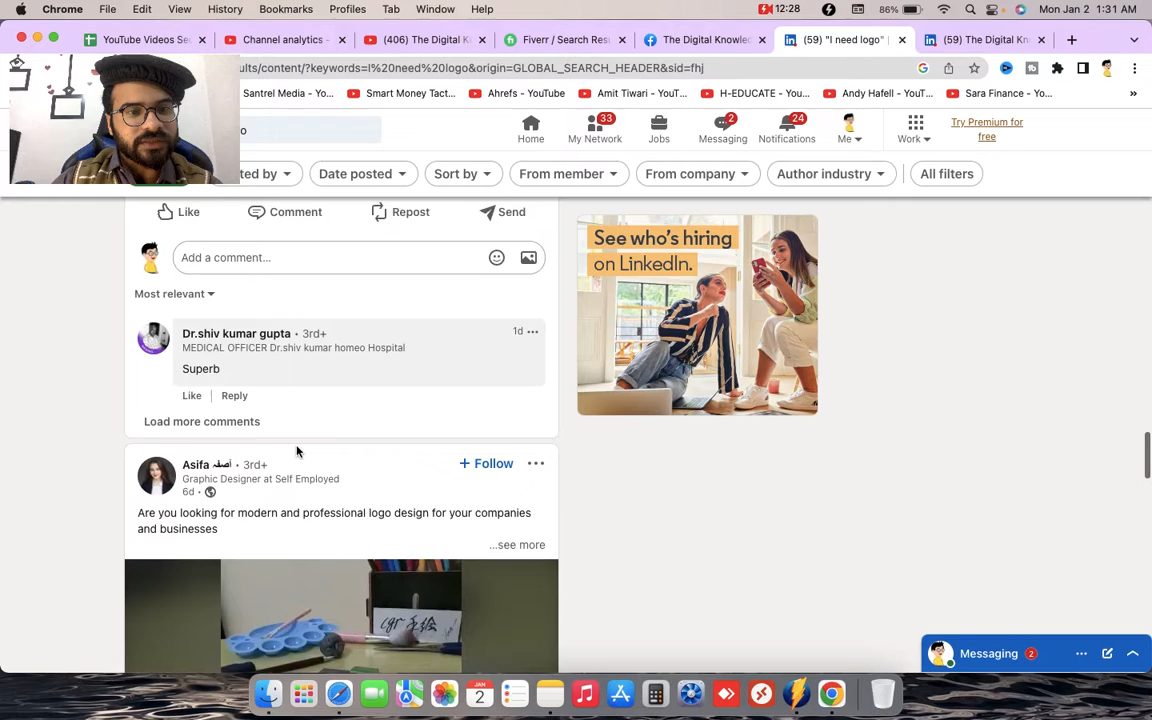 Chrome File Edit View History Bookmarks Profiles Tab Window Help
12:28 86% Mon Jan 2 1:31 AM
YouTube Videos Se
Channel analytics -
(406) The Digital K
Fiverr / Search Resu
The Digital Knowled
(59) "I need logo" |
(59) The Digital Kn
ults/content/?keywords=I%20need%20logo&origin=GLOBAL_SEARCH_HEADER&sid=fhj
Santrel Media - Yo...
Smart Money Tact...
Ahrefs - YouTube
Amit Tiwari - YouT...
H-EDUCATE - You...
Andy Hafell - YouT...
Sara Finance - Yo...
o
33
2
24
Home
My Network
Jobs
Messaging
Notifications
Me
Work
Try Premium for
free
ted by
Date posted
Sort by
From member
From company
Author industry
All filters
Like
Comment
Repost
Send
Add a comment...
Most relevant
Dr.shiv kumar gupta • 3rd+
1d
MEDICAL OFFICER Dr.shiv kumar homeo Hospital
Superb
Like | Reply
Load more comments
Asifa آصفہ • 3rd+
+ Follow
Graphic Designer at Self Employed
6d •
Are you looking for modern and professional logo design for your companies
and businesses
...see more
See who's hiring
on LinkedIn.
Messaging 2
JAN
2